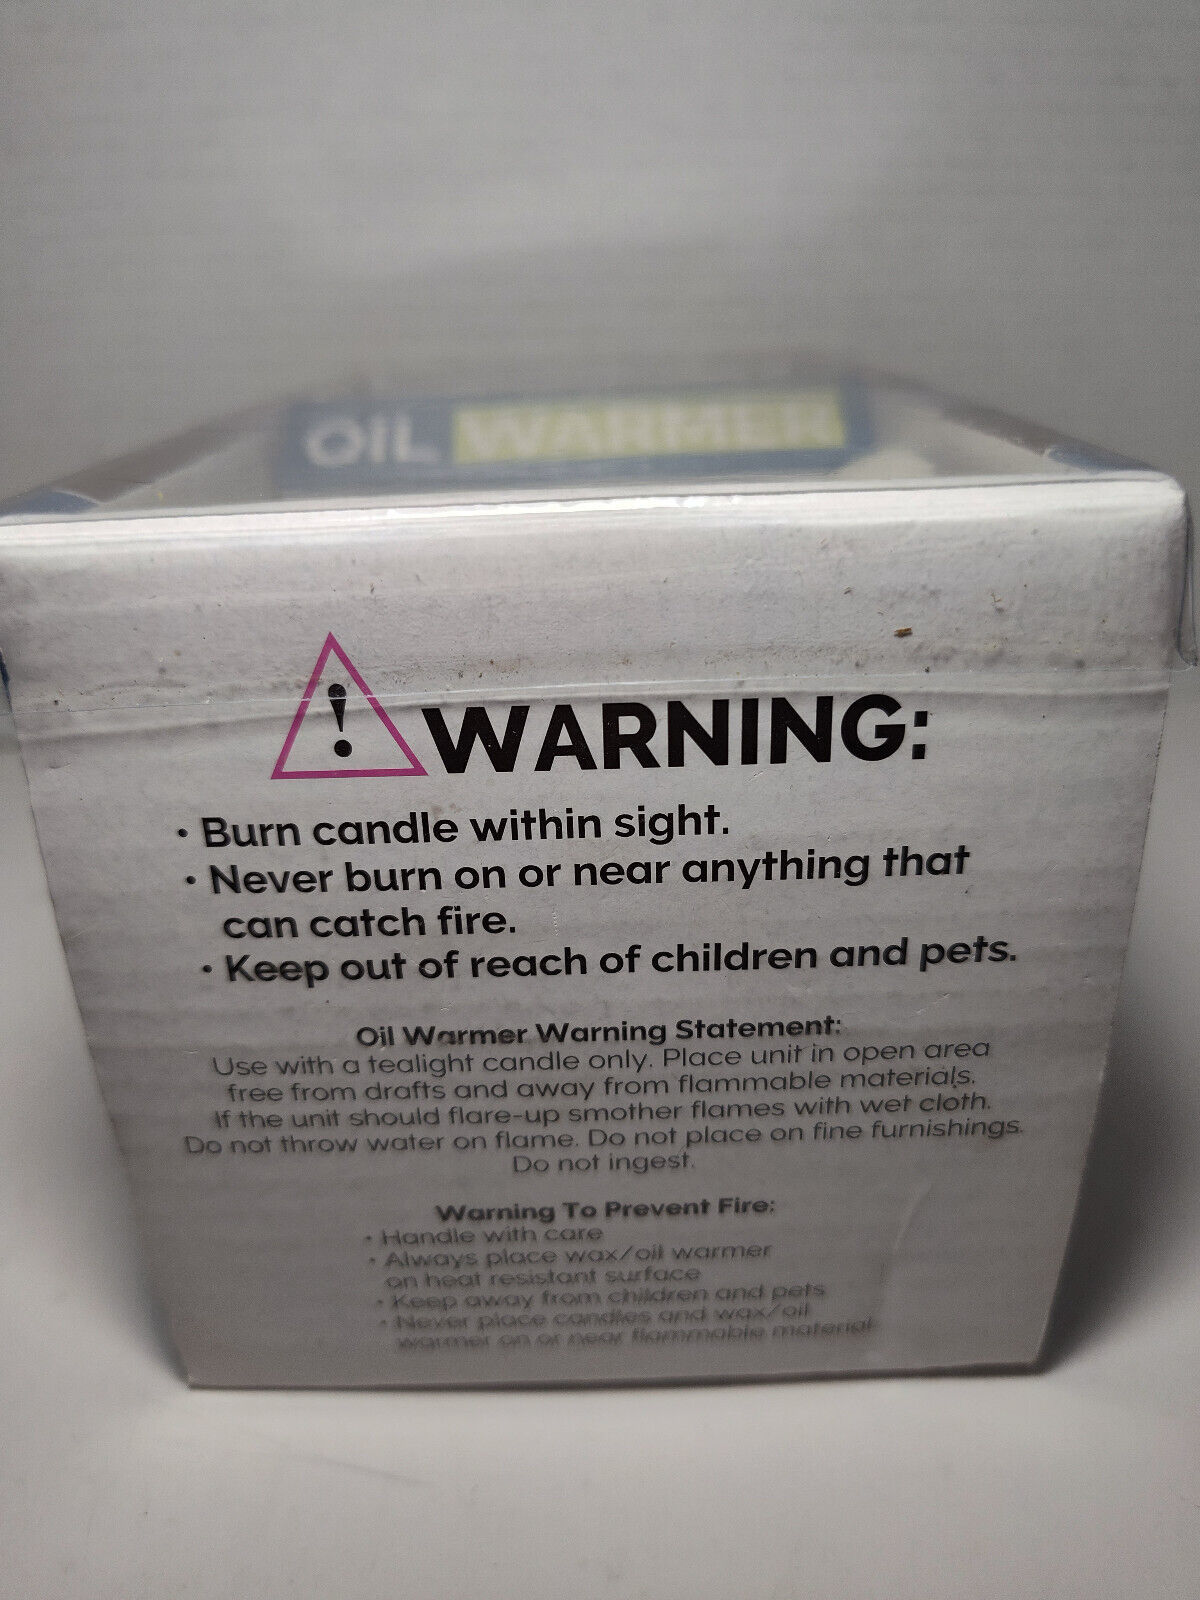 OIL WARMER
! WARNING:
• Burn candle within sight.
• Never burn on or near anything that
can catch fire.
• Keep out of reach of children and pets.
Oil Warmer Warning Statement:
Use with a tealight candle only. Place unit in open area
free from drafts and away from flammable materials.
If the unit should flare-up smother flames with wet cloth.
Do not throw water on flame. Do not place on fine furnishings.
Do not ingest.
Warning To Prevent Fire:
• Handle with care
• Always place wax/oil warmer
on heat resistant surface
• Keep away from children and pets
• Never place candles and wax/oil
warmer on or near flammable material